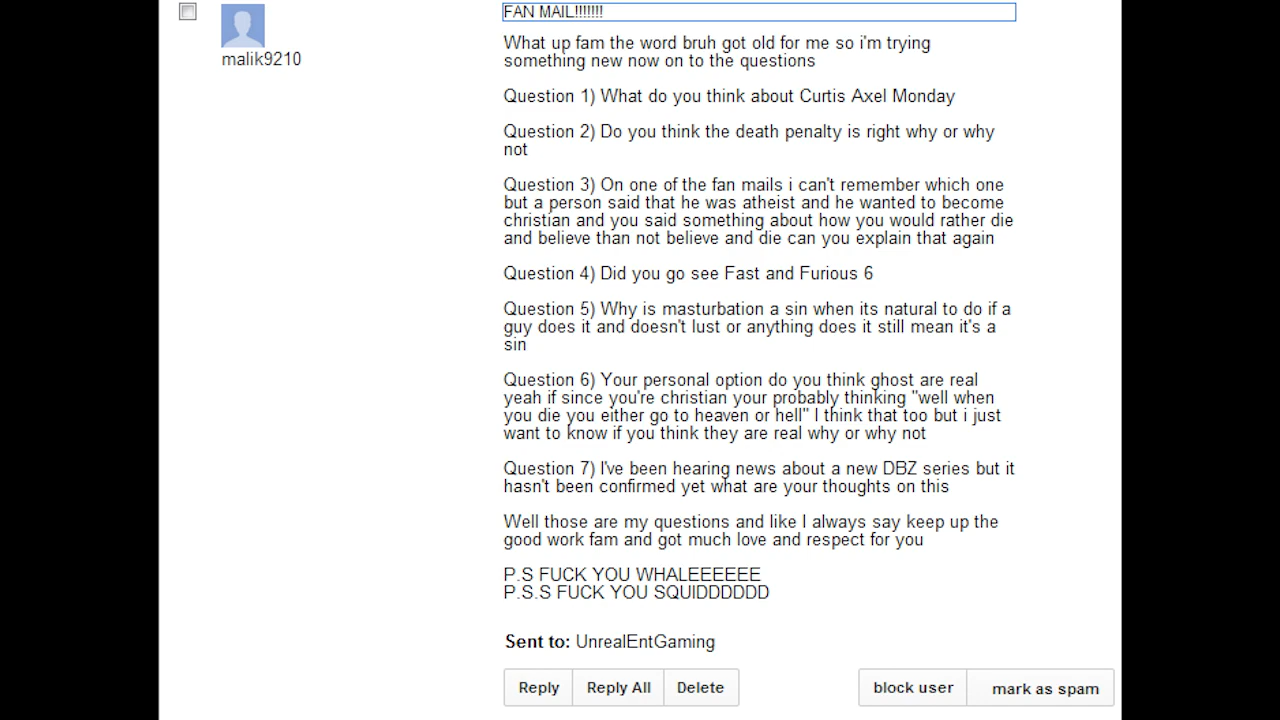 FAN MAIL!!!!!!!
malik9210
What up fam the word bruh got old for me so i'm trying
something new now on to the questions
Question 1) What do you think about Curtis Axel Monday
Question 2) Do you think the death penalty is right why or why
not
Question 3) On one of the fan mails i can't remember which one
but a person said that he was atheist and he wanted to become
christian and you said something about how you would rather die
and believe than not believe and die can you explain that again
Question 4) Did you go see Fast and Furious 6
Question 5) Why is masturbation a sin when its natural to do if a
guy does it and doesn't lust or anything does it still mean it's a
sin
Question 6) Your personal option do you think ghost are real
yeah if since you're christian your probably thinking "well when
you die you either go to heaven or hell" I think that too but i just
want to know if you think they are real why or why not
Question 7) I've been hearing news about a new DBZ series but it
hasn't been confirmed yet what are your thoughts on this
Well those are my questions and like I always say keep up the
good work fam and got much love and respect for you
P.S FUCK YOU WHALEEEEEE
P.S.S FUCK YOU SQUIDDDDDD
Sent to: UnrealEntGaming
Reply Reply All Delete block user mark as spam